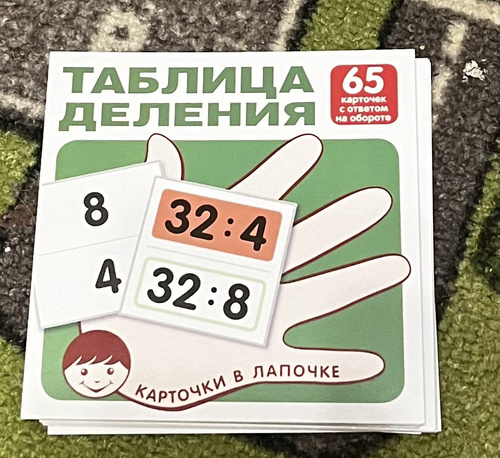 ТАБЛИЦА
ДЕЛЕНИЯ
65
карточек
с ответом
на обороте
8
4
32:4
32:8
КАРТОЧКИ В ЛАПОЧКЕ